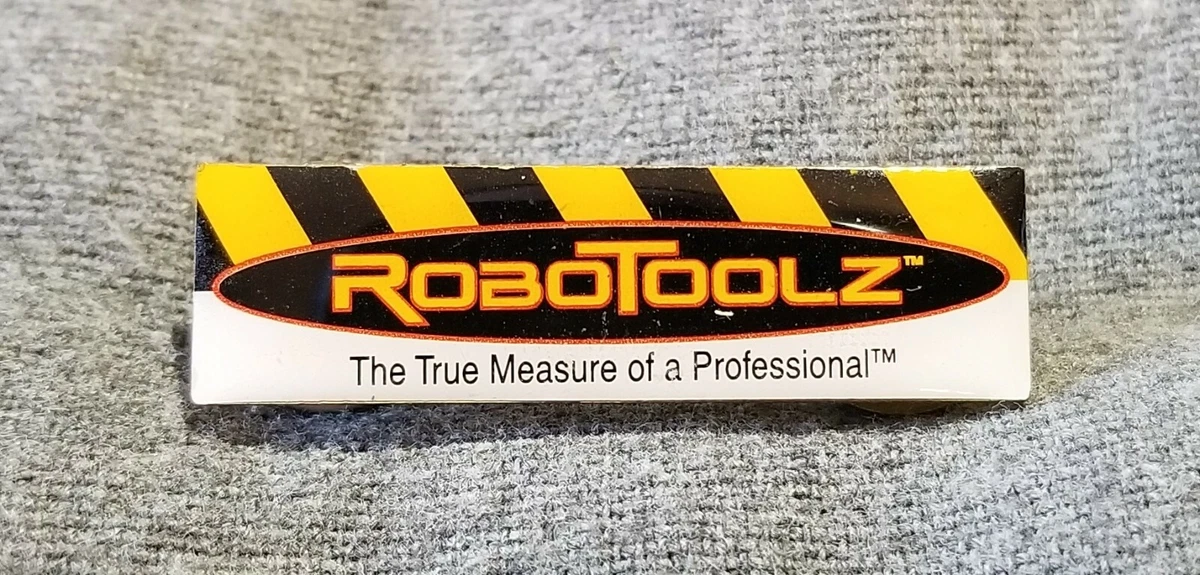 ROBOTOOLZ™
The True Measure of a Professional™